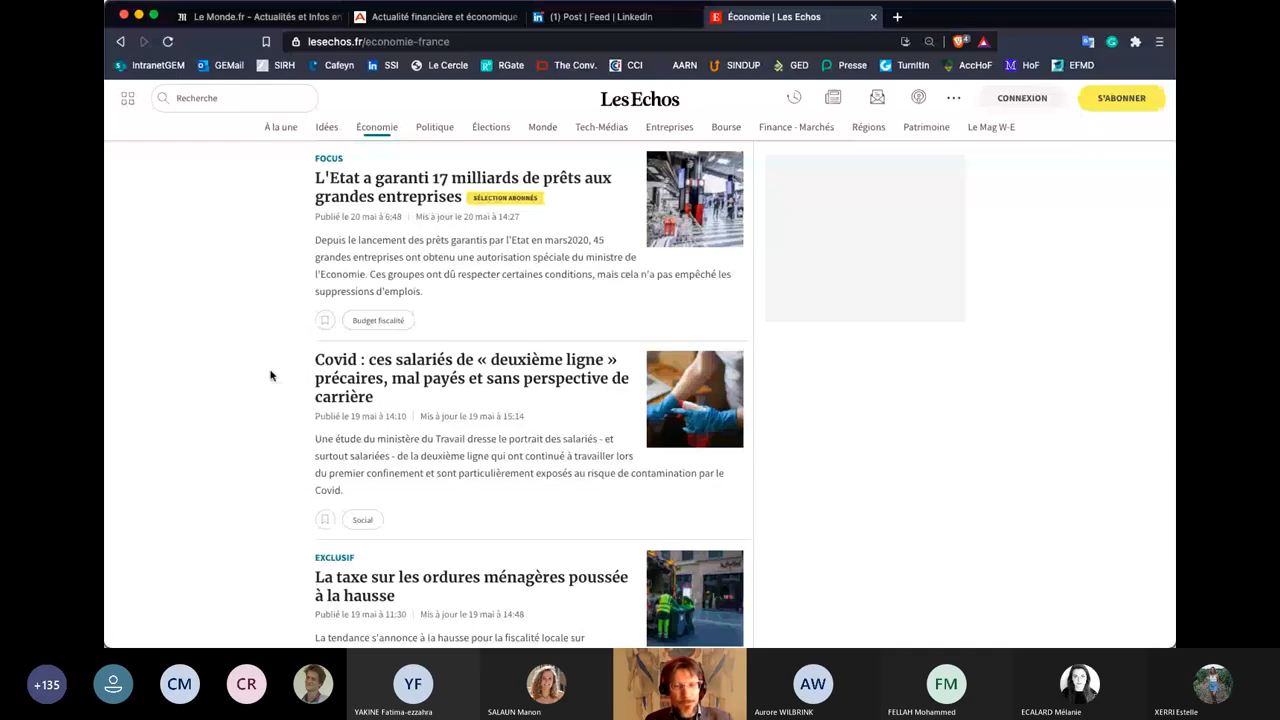 Le Monde.fr - Actualités et Infos en
Actualité financière et économique
(1) Post | Feed | LinkedIn
Économie | Les Echos
lesechos.fr/economie-france
4
IntranetGEM
GEMail
SIRH
Cafeyn
SSI
Le Cercle
RGate
The Conv.
CCI
AARN
SINDUP
GED
Presse
TurnItIn
AccHoF
HoF
EFMD
Recherche
Les Echos
CONNEXION
S'ABONNER
À la une
Idées
Économie
Politique
Élections
Monde
Tech-Médias
Entreprises
Bourse
Finance - Marchés
Régions
Patrimoine
Le Mag W-E
FOCUS
L'Etat a garanti 17 milliards de prêts aux
grandes entreprises SÉLECTION ABONNÉS
Publié le 20 mai à 6:48 | Mis à jour le 20 mai à 14:27
Depuis le lancement des prêts garantis par l'Etat en mars2020, 45
grandes entreprises ont obtenu une autorisation spéciale du ministre de
l'Economie. Ces groupes ont dû respecter certaines conditions, mais cela n'a pas empêché les
suppressions d'emplois.
Budget fiscalité
Covid : ces salariés de « deuxième ligne »
précaires, mal payés et sans perspective de
carrière
Publié le 19 mai à 14:10 | Mis à jour le 19 mai à 15:14
Une étude du ministère du Travail dresse le portrait des salariés - et
surtout salariées - de la deuxième ligne qui ont continué à travailler lors
du premier confinement et sont particulièrement exposés au risque de contamination par le
Covid.
Social
EXCLUSIF
La taxe sur les ordures ménagères poussée
à la hausse
Publié le 19 mai à 11:30 | Mis à jour le 19 mai à 14:48
La tendance s'annonce à la hausse pour la fiscalité locale sur
+135
CM
CR
YF
AW
FM
YAKINE Fatima-ezzahra
SALAUN Manon
Aurore WILBRINK
FELLAH Mohammed
ECALARD Mélanie
XERRI Estelle